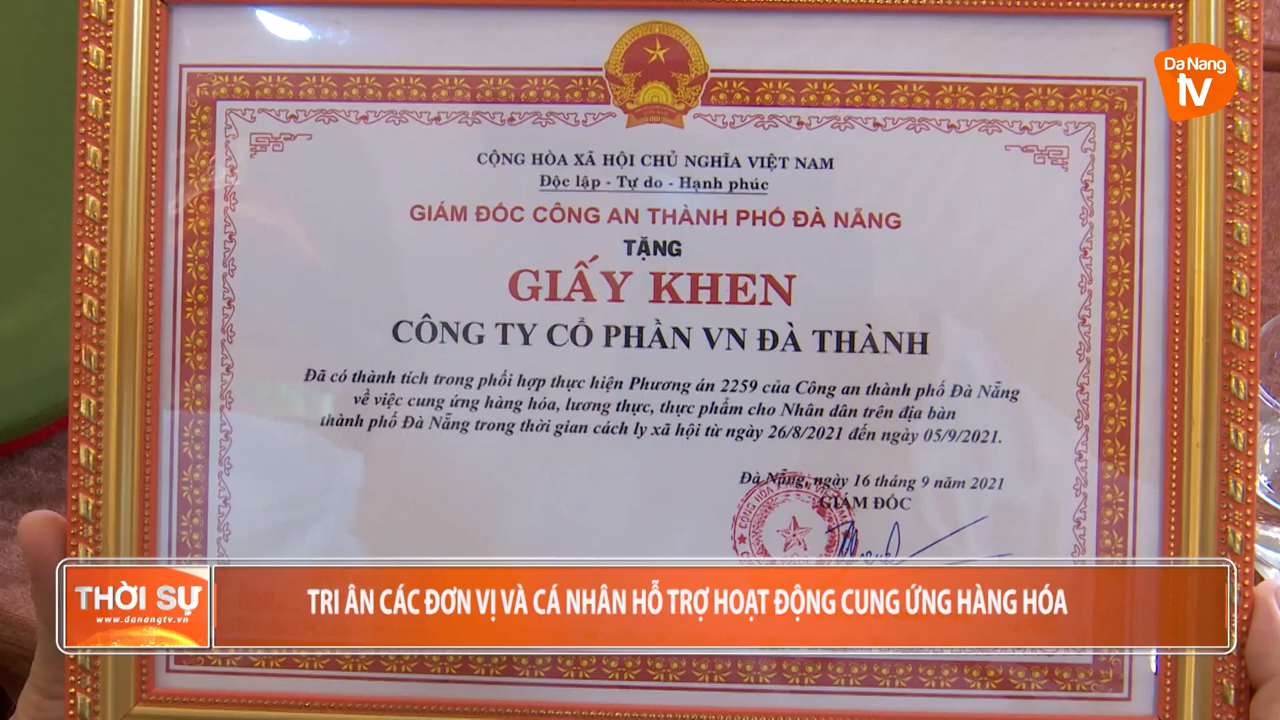 Da Nang
tv
CỘNG HÒA XÃ HỘI CHỦ NGHĨA VIỆT NAM
Độc lập - Tự do - Hạnh phúc
GIÁM ĐỐC CÔNG AN THÀNH PHỐ ĐÀ NẴNG
TẶNG
GIẤY KHEN
CÔNG TY CỔ PHẦN VN ĐÀ THÀNH
Đã có thành tích trong phối hợp thực hiện Phương án 2259 của Công an thành phố Đà Nẵng
về việc cung ứng hàng hóa, lương thực, thực phẩm cho Nhân dân trên địa bàn
thành phố Đà Nẵng trong thời gian cách ly xã hội từ ngày 26/8/2021 đến ngày 05/9/2021.
Đà Nẵng, ngày 16 tháng 9 năm 2021
GIÁM ĐỐC
THỜI SỰ
www.danangtv.vn
TRI ÂN CÁC ĐƠN VỊ VÀ CÁ NHÂN HỖ TRỢ HOẠT ĐỘNG CUNG ỨNG HÀNG HÓA